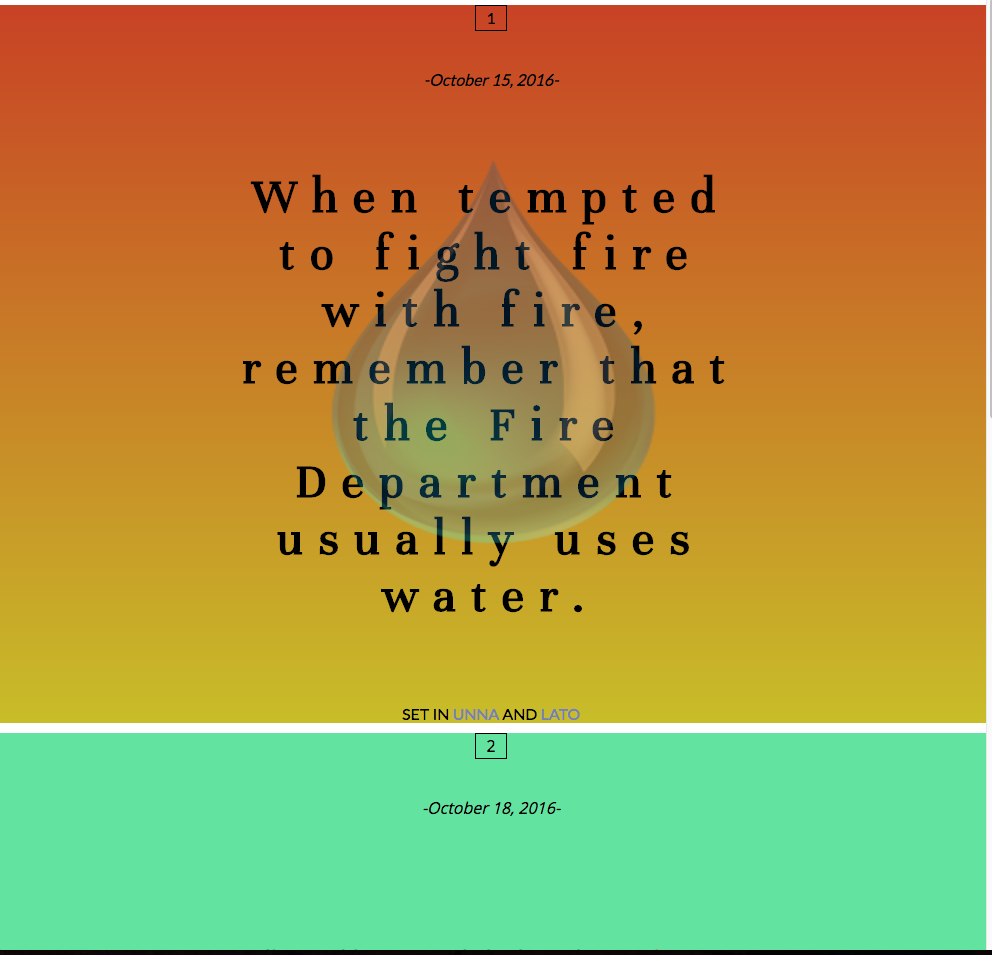 1
-October 15, 2016-
When tempted
to fight fire
with fire,
remember that
the Fire
Department
usually uses
water.
SET IN UNNA AND LATO
2
-October 18, 2016-